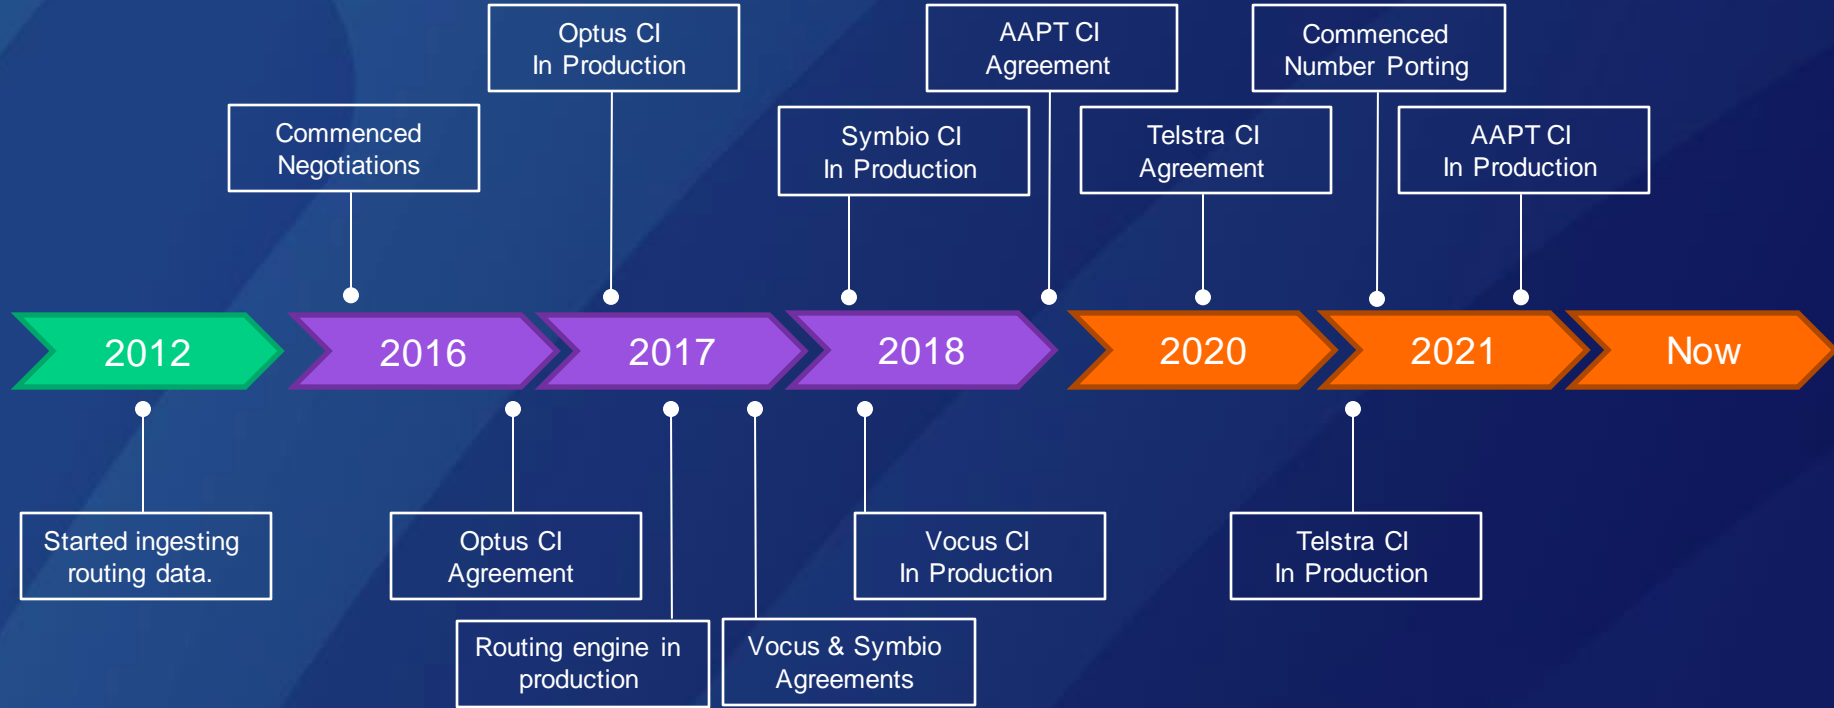 Optus CI
In Production
AAPT CI
Agreement
Commenced
Number Porting
Commenced
Negotiations
Symbio CI
In Production
Telstra CI
Agreement
AAPT CI
In Production
2012
2016
2017
2018
2020
2021
Now
Started ingesting
routing data.
Optus CI
Agreement
Vocus CI
In Production
Telstra CI
In Production
Routing engine in
production
Vocus & Symbio
Agreements